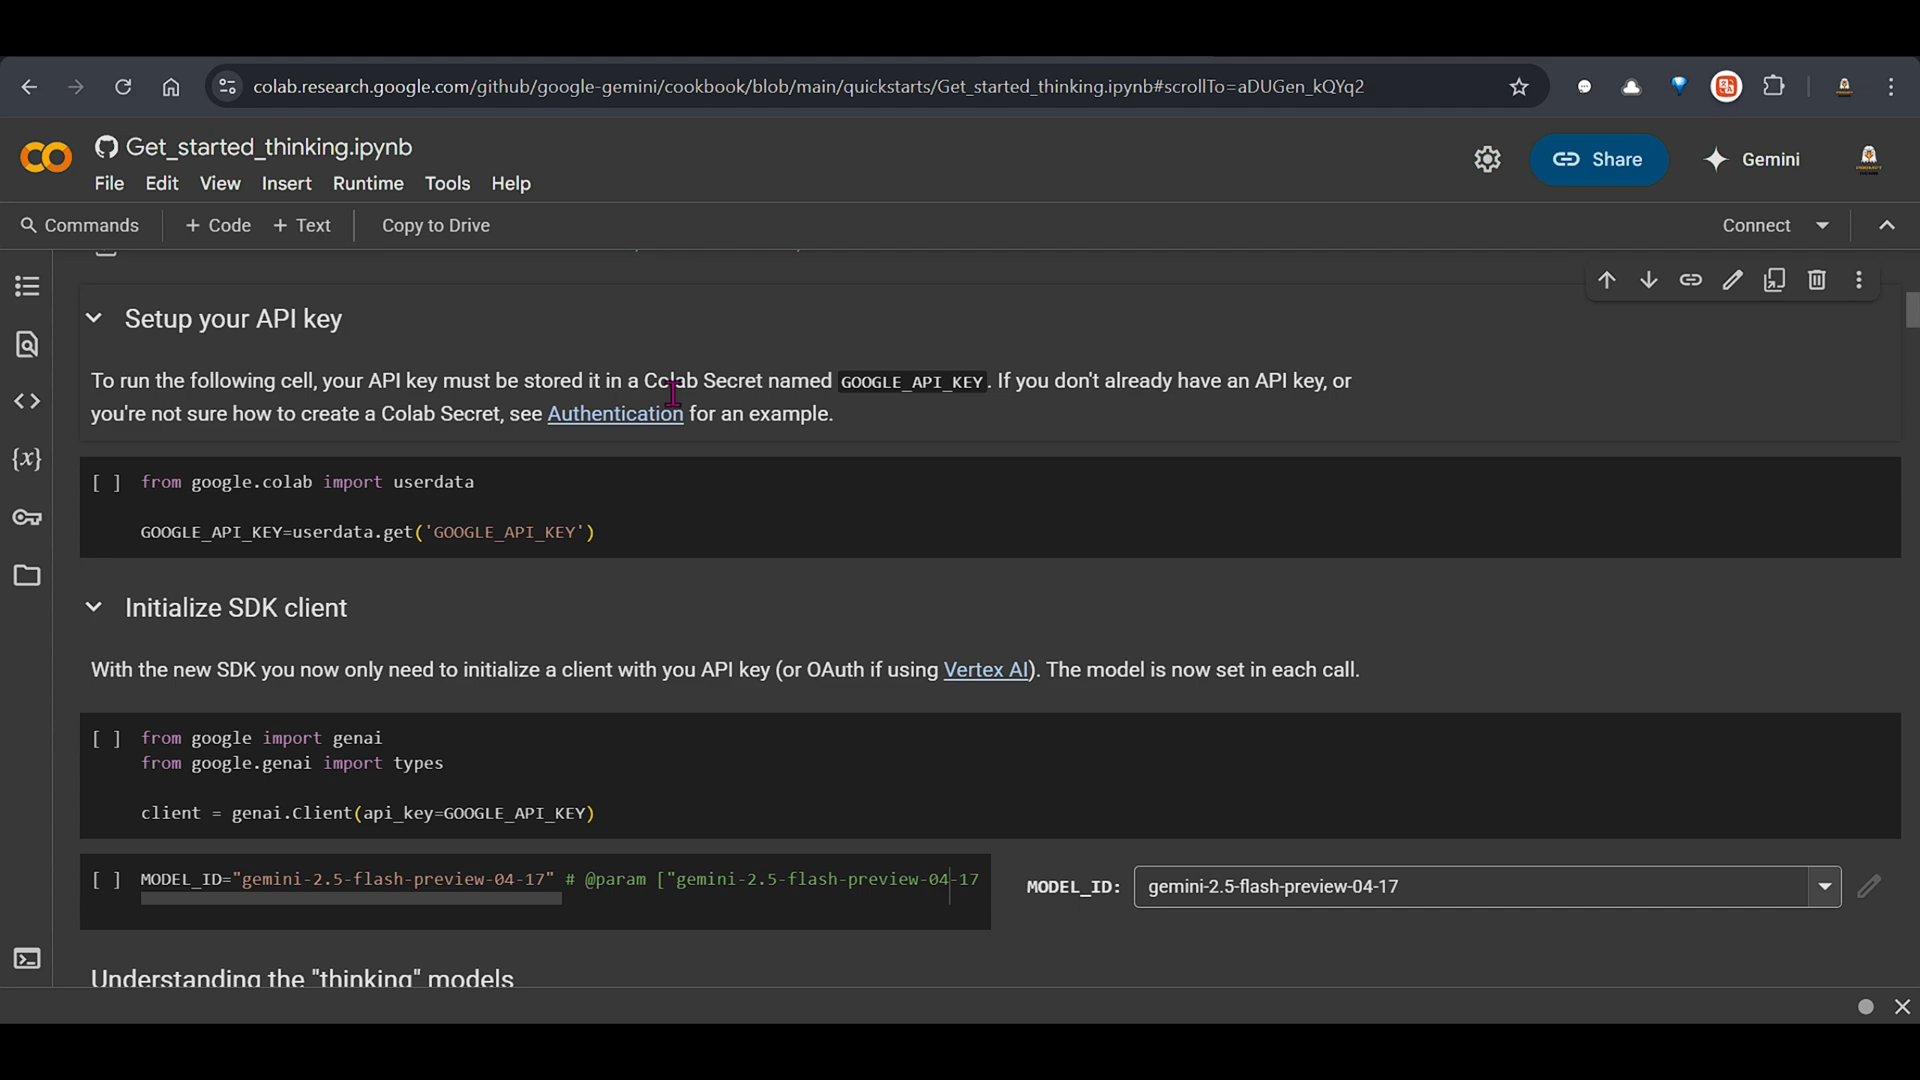 colab.research.google.com/github/google-gemini/cookbook/blob/main/quickstarts/Get_started_thinking.ipynb#scrollTo=aDUGen_kQYq2
Get_started_thinking.ipynb
File Edit View Insert Runtime Tools Help
Share
Gemini
Commands + Code + Text Copy to Drive
Connect
Setup your API key
To run the following cell, your API key must be stored it in a Colab Secret named GOOGLE_API_KEY. If you don't already have an API key, or
you're not sure how to create a Colab Secret, see Authentication for an example.
[ ] from google.colab import userdata
GOOGLE_API_KEY=userdata.get('GOOGLE_API_KEY')
Initialize SDK client
With the new SDK you now only need to initialize a client with you API key (or OAuth if using Vertex AI). The model is now set in each call.
[ ] from google import genai
from google.genai import types
client = genai.Client(api_key=GOOGLE_API_KEY)
[ ] MODEL_ID="gemini-2.5-flash-preview-04-17" # @param ["gemini-2.5-flash-preview-04-17
MODEL_ID: gemini-2.5-flash-preview-04-17
Understanding the "thinking" models